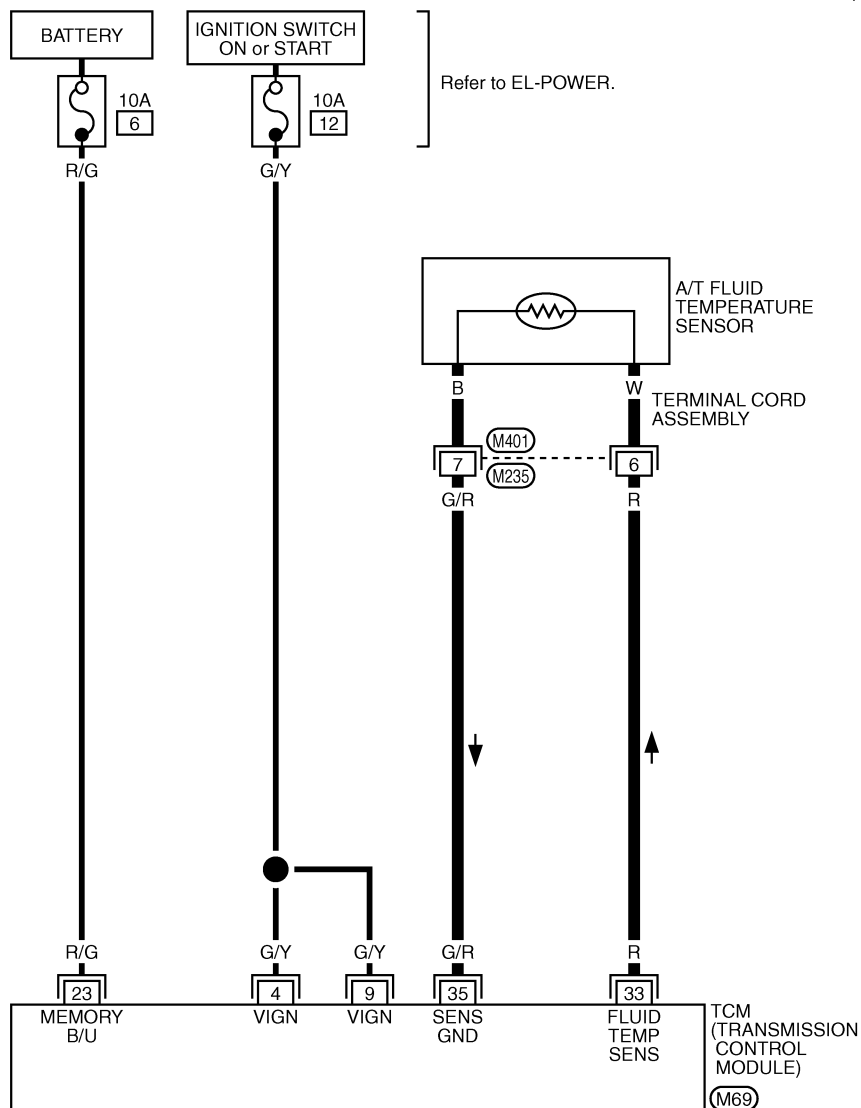 BATTERY
IGNITION SWITCH
ON or START
Refer to EL-POWER.
10A
6
10A
12
R/G
G/Y
A/T FLUID
TEMPERATURE
SENSOR
B
W
TERMINAL CORD
ASSEMBLY
M401
7
6
M235
G/R
R
R/G
G/Y
G/Y
G/R
R
23
4
9
35
33
MEMORY
B/U
VIGN
VIGN
SENS
GND
FLUID
TEMP
SENS
TCM
(TRANSMISSION
CONTROL
MODULE)
M69